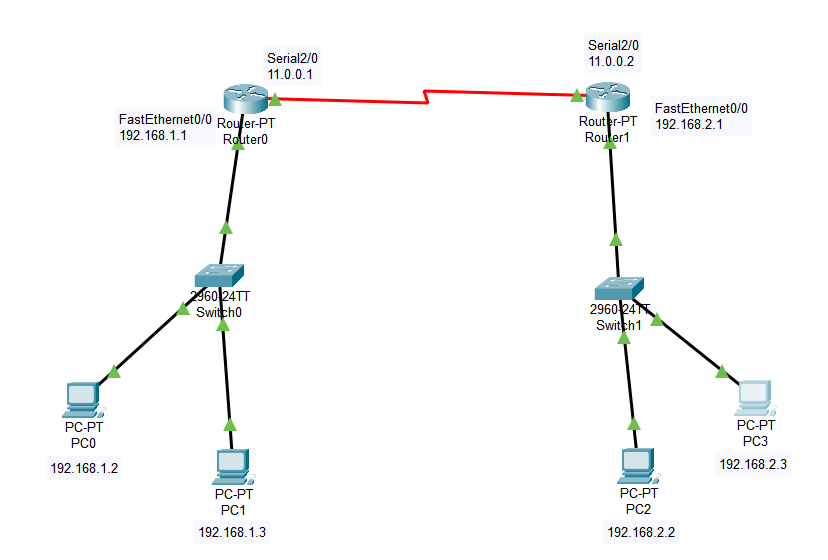 Serial2/0
11.0.0.1
Serial2/0
11.0.0.2
FastEthernet0/0
192.168.1.1
Router-PT
Router0
Router-PT
Router1
FastEthernet0/0
192.168.2.1
2960-24TT
Switch0
2960-24TT
Switch1
PC-PT
PC0
192.168.1.2
PC-PT
PC1
192.168.1.3
PC-PT
PC2
192.168.2.2
PC-PT
PC3
192.168.2.3